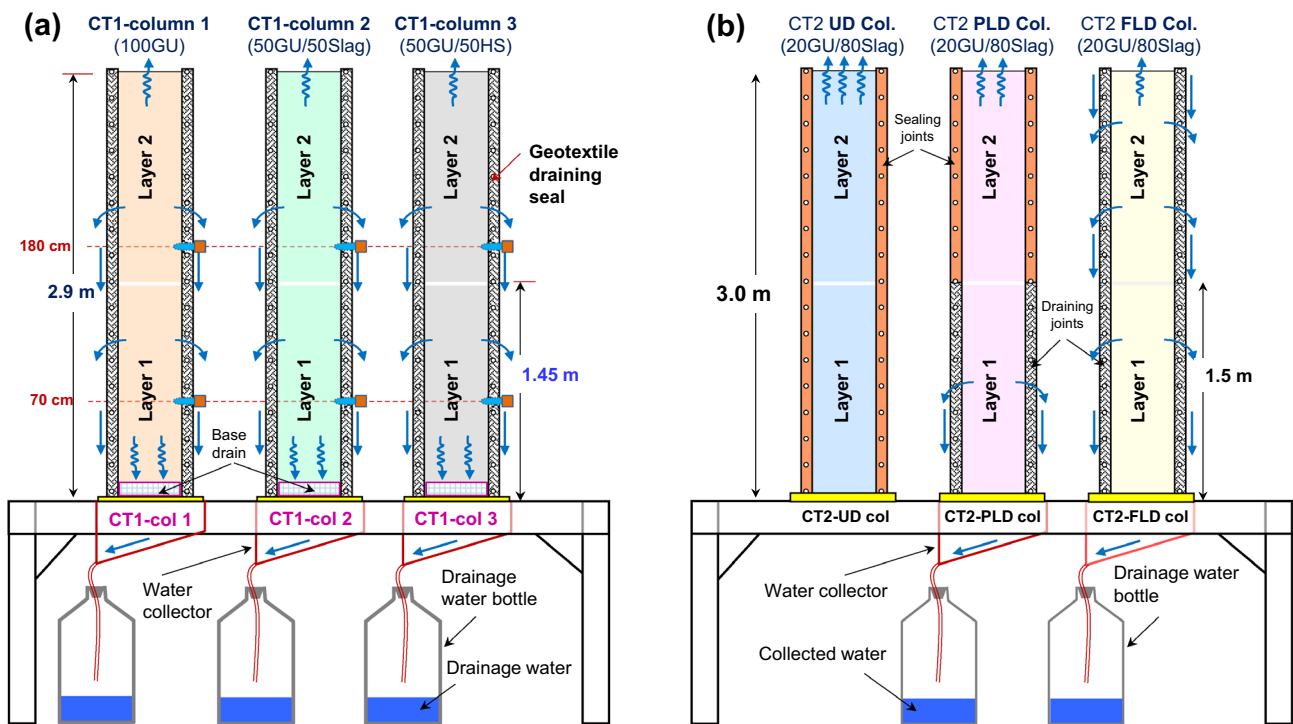 (a)
CT1-column 1
(100GU)
CT1-column 2
(50GU/50Slag)
CT1-column 3
(50GU/50HS)
Layer 2
Layer 2
Layer 2
Geotextile
draining
seal
180 cm
2.9 m
Layer 1
Layer 1
Layer 1
1.45 m
70 cm
Base
drain
CT1-col 1
CT1-col 2
CT1-col 3
Water
collector
Drainage
water bottle
Drainage water
(b)
CT2 UD Col.
(20GU/80Slag)
CT2 PLD Col.
(20GU/80Slag)
CT2 FLD Col.
(20GU/80Slag)
Sealing
joints
Layer 2
Layer 2
Layer 2
3.0 m
Draining
joints
Layer 1
Layer 1
Layer 1
1.5 m
CT2-UD col
CT2-PLD col
CT2-FLD col
Water collector
Drainage water
bottle
Collected water